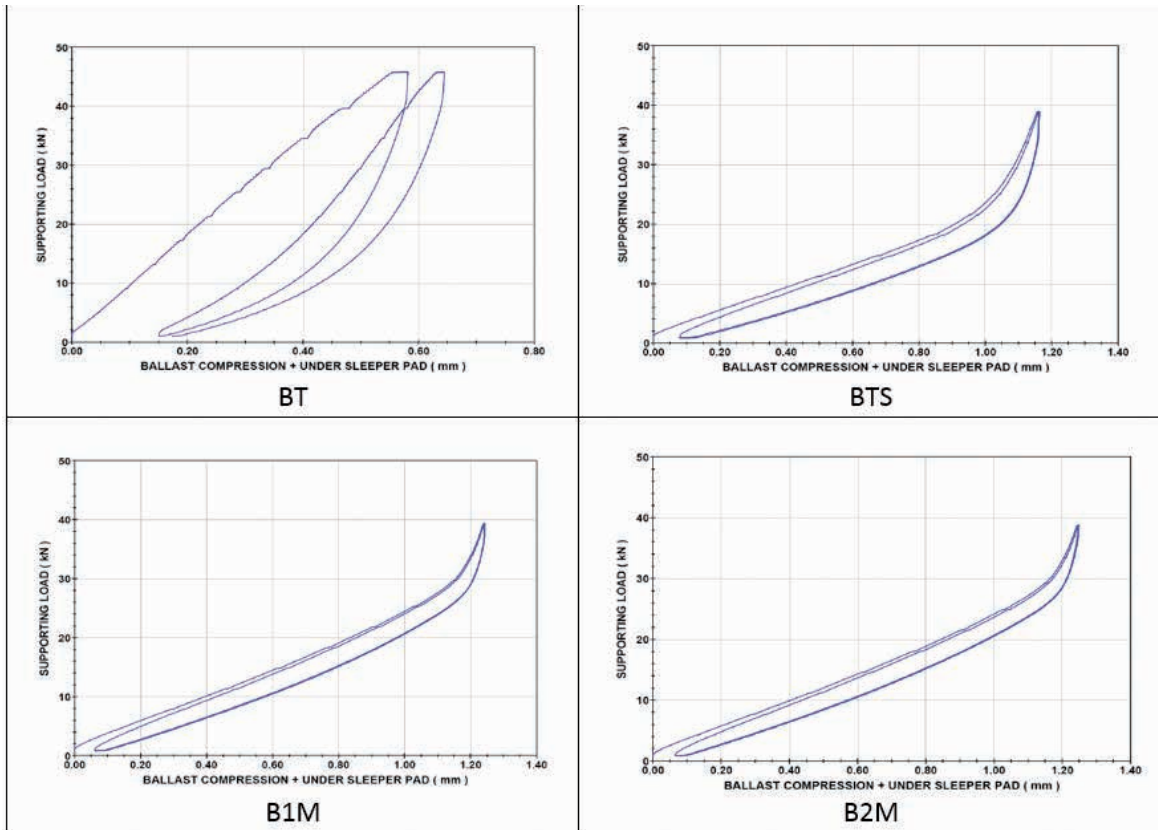 50
40
30
20
10
0
SUPPORTING LOAD ( kN )
0.00 0.20 0.40 0.60 0.80
BALLAST COMPRESSION + UNDER SLEEPER PAD ( mm )
BT
50
40
30
20
10
0
SUPPORTING LOAD ( kN )
0.00 0.20 0.40 0.60 0.80 1.00 1.20 1.40
BALLAST COMPRESSION + UNDER SLEEPER PAD ( mm )
BTS
50
40
30
20
10
0
SUPPORTING LOAD ( kN )
0.00 0.20 0.40 0.60 0.80 1.00 1.20 1.40
BALLAST COMPRESSION + UNDER SLEEPER PAD ( mm )
B1M
50
40
30
20
10
0
SUPPORTING LOAD ( kN )
0.00 0.20 0.40 0.60 0.80 1.00 1.20 1.40
BALLAST COMPRESSION + UNDER SLEEPER PAD ( mm )
B2M